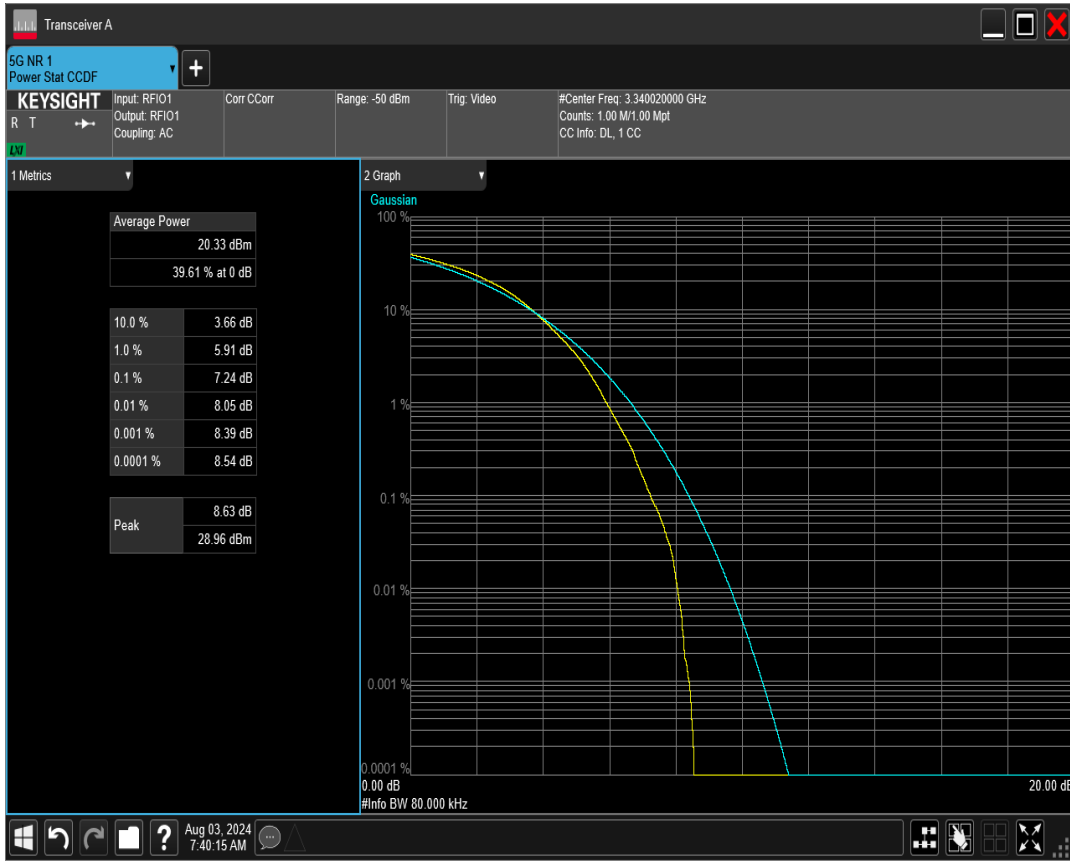 Transceiver A
5G NR 1
Power Stat CCDF
KEYSIGHT
R T
LXI
Input: RFIO1
Output: RFIO1
Coupling: AC
Corr CCorr
Range: -50 dBm
Trig: Video
#Center Freq: 3.340020000 GHz
Counts: 1.00 M/1.00 Mpt
CC Info: DL, 1 CC
1 Metrics
Average Power
20.33 dBm
39.61 % at 0 dB
10.0 % 3.66 dB
1.0 % 5.91 dB
0.1 % 7.24 dB
0.01 % 8.05 dB
0.001 % 8.39 dB
0.0001 % 8.54 dB
Peak
8.63 dB
28.96 dBm
2 Graph
Gaussian
100 %
10 %
1 %
0.1 %
0.01 %
0.001 %
0.0001 %
0.00 dB
20.00 dB
#Info BW 80.000 kHz
?
Aug 03, 2024
7:40:15 AM